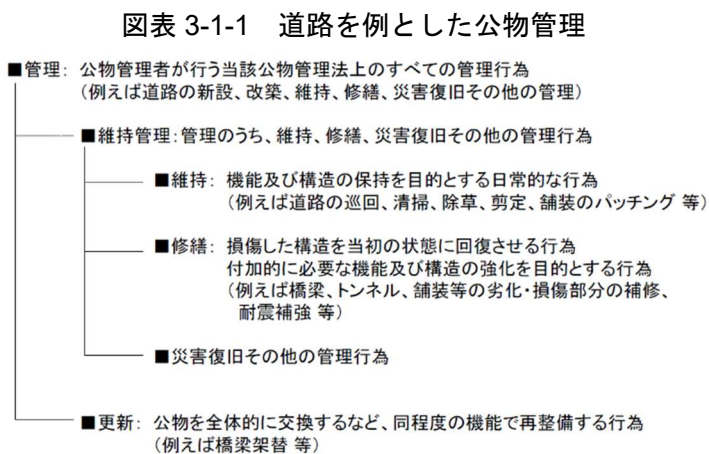 図表 3-1-1 道路を例とした公物管理
■管理: 公物管理者が行う当該公物管理法上のすべての管理行為
(例えば道路の新設、改築、維持、修繕、災害復旧その他の管理)
■維持管理:管理のうち、維持、修繕、災害復旧その他の管理行為
■維持: 機能及び構造の保持を目的とする日常的な行為
(例えば道路の巡回、清掃、除草、剪定、舗装のパッチング 等)
■修繕: 損傷した構造を当初の状態に回復させる行為
付加的に必要な機能及び構造の強化を目的とする行為
(例えば橋梁、トンネル、舗装等の劣化・損傷部分の補修、
耐震補強 等)
■災害復旧その他の管理行為
■更新: 公物を全体的に交換するなど、同程度の機能で再整備する行為
(例えば橋梁架替 等)